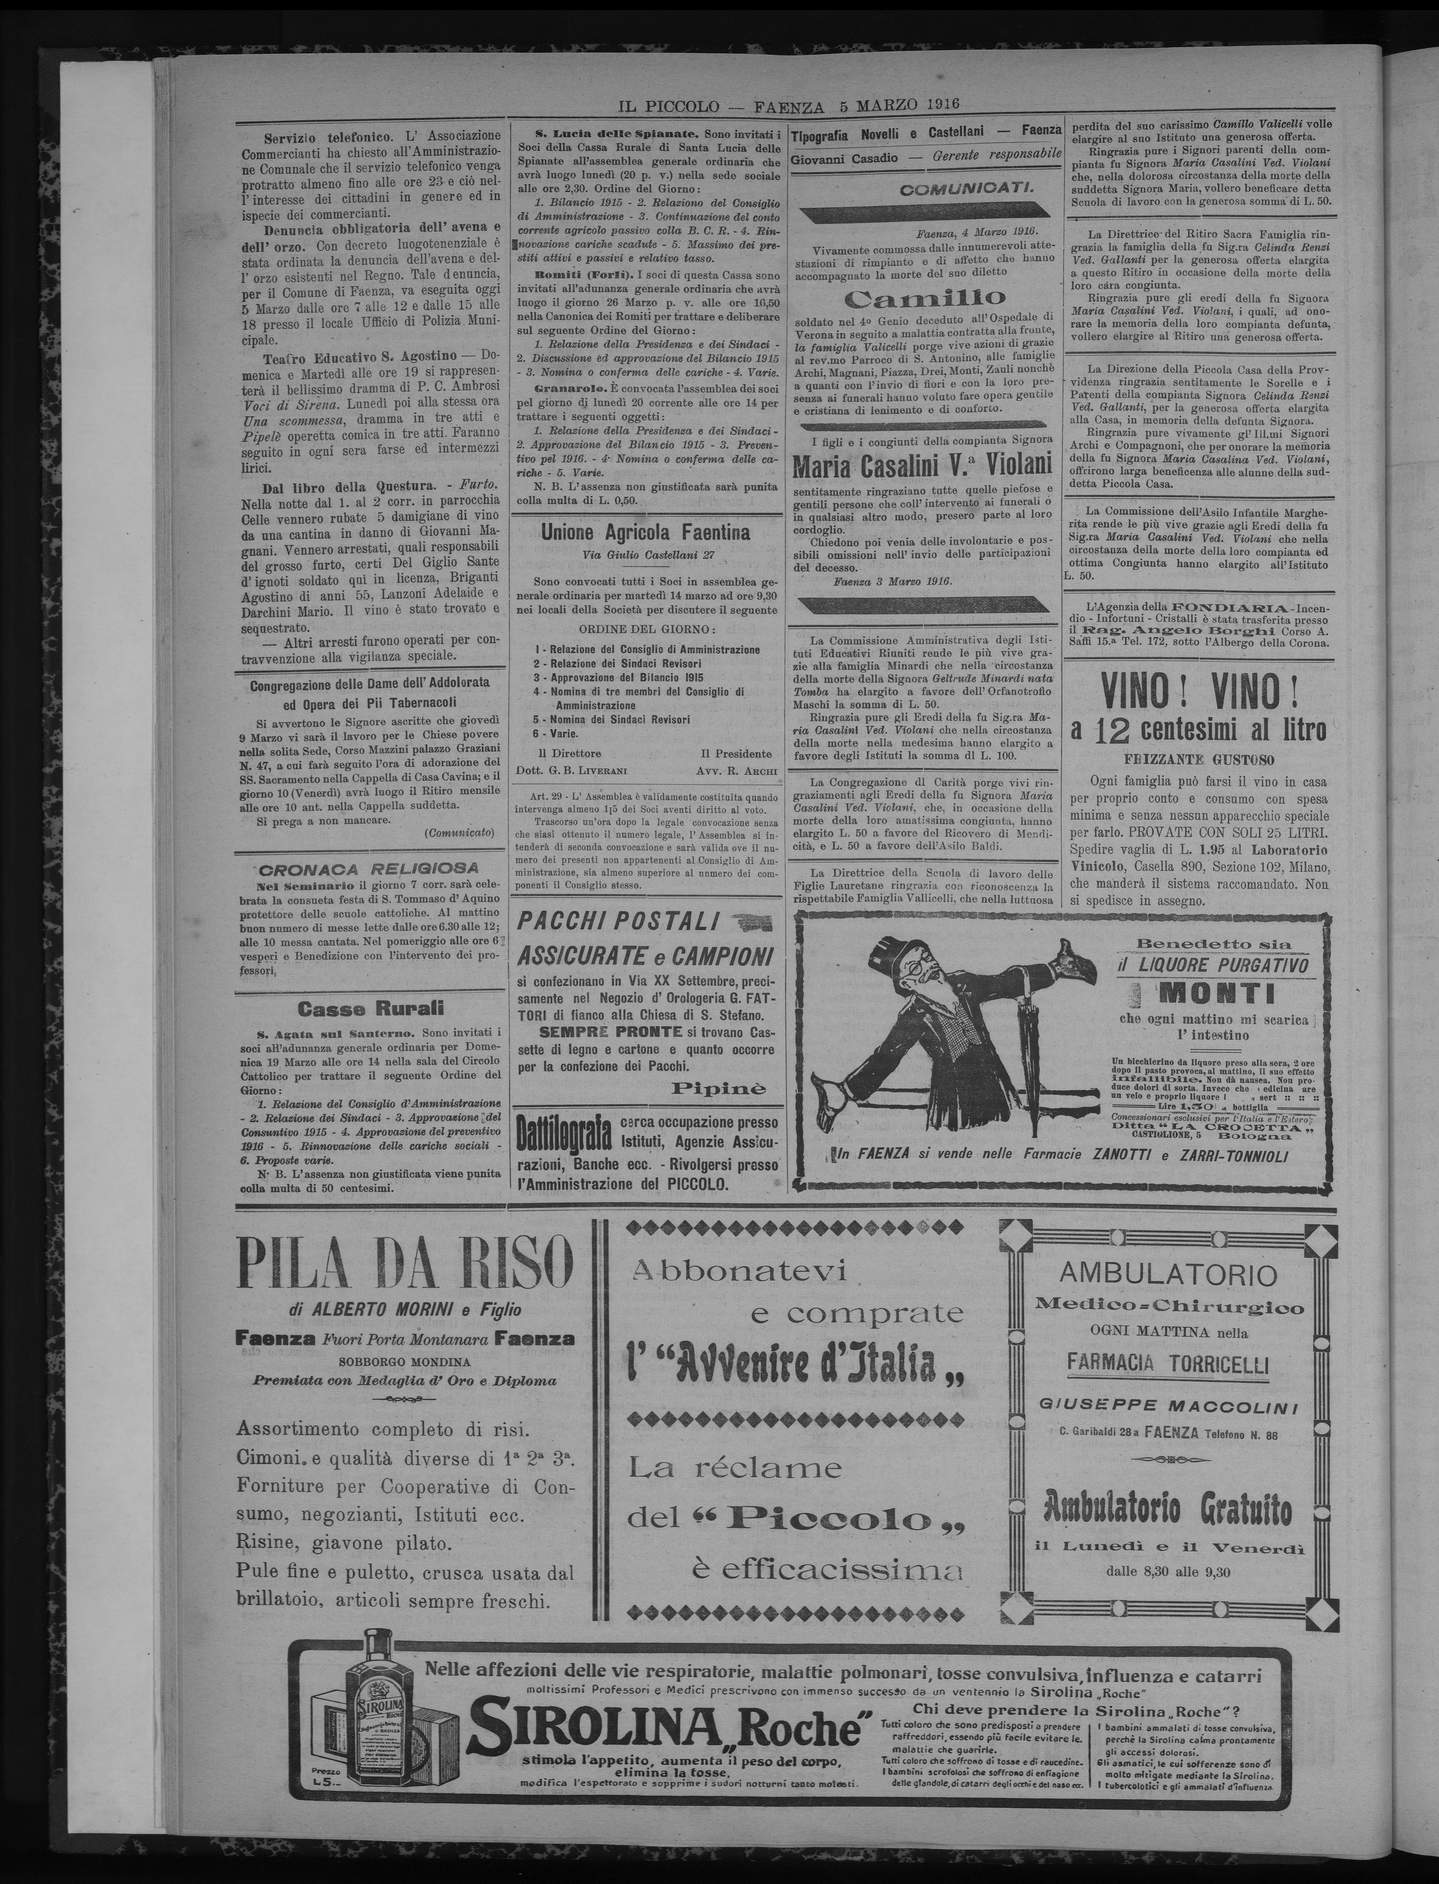 IL PICCOLO — FAENZA 5 MARZO 1916
Servizio telefonico. L' Associazione
Commercianti ha chiesto all'Amministrazio-
ne Comunale che il servizio telefonico venga
protratto almeno fino alle ore 23 e ciò nel-
l' interesse dei cittadini in genere ed in
ispecie dei commercianti.
Denuncia obbligatoria dell' avena e
dell' orzo. Con decreto luogotenenziale è
stata ordinata la denuncia dell'avena e del-
l' orzo esistenti nel Regno. Tale denuncia,
per il Comune di Faenza, va eseguita oggi
5 Marzo dalle ore 7 alle 12 e dalle 15 alle
18 presso il locale Ufficio di Polizia Muni-
cipale.
Teatro Educativo S. Agostino — Do-
menica e Martedì alle ore 19 si rappresen-
terà il bellissimo dramma di P. C. Ambrosi
Voci di Sirena. Lunedì poi alla stessa ora
Una scommessa, dramma in tre atti e
Pipelè operetta comica in tre atti. Faranno
seguito in ogni sera farse ed intermezzi
lirici.
Dal libro della Questura. - Furto.
Nella notte dal 1. al 2 corr. in parrocchia
Celle vennero rubate 5 damigiane di vino
da una cantina in danno di Giovanni Ma-
gnani. Vennero arrestati, quali responsabili
del grosso furto, certi Del Giglio Sante
d' ignoti soldato qui in licenza, Briganti
Agostino di anni 55, Lanzoni Adelaide e
Darchini Mario. Il vino è stato trovato e
sequestrato.
— Altri arresti furono operati per con-
travvenzione alla vigilanza speciale.
Congregazione delle Dame dell' Addolorata
ed Opera dei Pii Tabernacoli
Si avvertono le Signore ascritte che giovedì
9 Marzo vi sarà il lavoro per le Chiese povere
nella solita Sede, Corso Mazzini palazzo Graziani
N. 47, a cui farà seguito l'ora di adorazione del
SS. Sacramento nella Cappella di Casa Cavina; e il
giorno 10 (Venerdì) avrà luogo il Ritiro mensile
alle ore 10 ant. nella Cappella suddetta.
Si prega a non mancare.
(Comunicato)
CRONACA RELIGIOSA
Nel Seminario il giorno 7 corr. sarà cele-
brata la consueta festa di S. Tommaso d' Aquino
protettore delle scuole cattoliche. Al mattino
buon numero di messe lette dalle ore 6.30 alle 12;
alle 10 messa cantata. Nel pomeriggio alle ore 6
vesperi e Benedizione con l'intervento dei pro-
fessori.
Casse Rurali
S. Agata sul Santerno. Sono invitati i
soci all'adunanza generale ordinaria per Dome-
nica 19 Marzo alle ore 14 nella sala del Circolo
Cattolico per trattare il seguente Ordine del
Giorno:
1. Relazione del Consiglio d'Amministrazione
- 2. Relazione dei Sindaci - 3. Approvazione del
Consuntivo 1915 - 4. Approvazione del preventivo
1916 - 5. Rinnovazione delle cariche sociali -
6. Proposte varie.
N. B. L'assenza non giustificata viene punita
colla multa di 50 centesimi.
S. Lucia delle Spianate. Sono invitati i
Soci della Cassa Rurale di Santa Lucia delle
Spianate all'assemblea generale ordinaria che
avrà luogo lunedì (20 p. v.) nella sede sociale
alle ore 2,30. Ordine del Giorno:
1. Bilancio 1915 - 2. Relaziono del Consiglio
di Amministrazione - 3. Continuazione del conto
corrente agricolo passivo colla B. C. R. - 4. Rin-
novazione cariche scadute - 5. Massimo dei pre-
stiti attivi e passivi e relativo tasso.
Romiti (Forlì). I soci di questa Cassa sono
invitati all'adunanza generale ordinaria che avrà
luogo il giorno 26 Marzo p. v. alle ore 16,50
nella Canonica dei Romiti per trattare e deliberare
sul seguente Ordine del Giorno:
1. Relazione della Presidenza e dei Sindaci -
2. Discussione ed approvazione del Bilancio 1915
- 3. Nomina o conferma delle cariche - 4. Varie.
Granarolo. È convocata l'assemblea dei soci
pel giorno di lunedì 20 corrente alle ore 14 per
trattare i seguenti oggetti:
1. Relazione della Presidenza e dei Sindaci -
2. Approvazione del Bilancio 1915 - 3. Preven-
tivo pel 1916. - 4. Nomina o conferma delle ca-
riche - 5. Varie.
N. B. L'assenza non giustificata sarà punita
colla multa di L. 0,50.
Unione Agricola Faentina
Via Giulio Castellani 27
Sono convocati tutti i Soci in assemblea ge-
nerale ordinaria per martedì 14 marzo ad ore 9,30
nei locali della Società per discutere il seguente
ORDINE DEL GIORNO:
1 - Relazione del Consiglio di Amministrazione
2 - Relazione dei Sindaci Revisori
3 - Approvazione del Bilancio 1915
4 - Nomina di tre membri del Consiglio di
Amministrazione
5 - Nomina dei Sindaci Revisori
6 - Varie.
Il Direttore Il Presidente
Dott. G. B. LIVERANI AVV. R. ARCHI
Art. 29 - L' Assemblea è validamente costituita quando
intervenga almeno 1|5 dei Soci aventi diritto al voto.
Trascorso un'ora dopo la legale convocazione senza
che siasi ottenuto il numero legale, l' Assemblea si in-
tenderà di seconda convocazione e sarà valida ove il nu-
mero dei presenti non appartenenti al Consiglio di Am-
ministrazione, sia almeno superiore al numero dei com-
ponenti il Consiglio stesso.
PACCHI POSTALI
ASSICURATE e CAMPIONI
si confezionano in Via XX Settembre, preci-
samente nel Negozio d' Orologeria G. FAT-
TORI di fianco alla Chiesa di S. Stefano.
SEMPRE PRONTE si trovano Cas-
sette di legno e cartone e quanto occorre
per la confezione dei Pacchi.
Pipinè
Dattilografa cerca occupazione presso
Istituti, Agenzie Assicu-
razioni, Banche ecc. - Rivolgersi presso
l'Amministrazione del PICCOLO.
Tipografia Novelli e Castellani — Faenza
Giovanni Casadio — Gerente responsabile
COMUNICATI.
Faenza, 4 Marzo 1916.
Vivamente commossa dalle innumerevoli atte-
stazioni di rimpianto e di affetto che hanno
accompagnato la morte del suo diletto
Camillo
soldato nel 4º Genio deceduto all'Ospedale di
Verona in seguito a malattia contratta alla fronte,
la famiglia Valicelli porge vive azioni di grazie
al rev.mo Parroco di S. Antonino, alle famiglie
Archi, Magnani, Piazza, Drei, Monti, Zauli nonchè
a quanti con l'invio di fiori e con la loro pre-
senza ai funerali hanno voluto fare opera gentile
e cristiana di lenimento e di conforto.
I figli e i congiunti della compianta Signora
Maria Casalini V.ª Violani
sentitamente ringraziano tutte quelle pietose e
gentili persone che coll' intervento ai funerali o
in qualsiasi altro modo, presero parte al loro
cordoglio.
Chiedono poi venia delle involontarie e pos-
sibili omissioni nell' invio delle participazioni
del decesso.
Faenza 3 Marzo 1916.
La Commissione Amministrativa degli Isti-
tuti Educativi Riuniti rende le più vive gra-
zie alla famiglia Minardi che nella circostanza
della morte della Signora Geltrude Minardi nata
Tomba ha elargito a favore dell' Orfanotrofio
Maschi la somma di L. 50.
Ringrazia pure gli Eredi della fu Sig.ra Ma-
ria Casalini Ved. Violani che nella circostanza
della morte nella medesima hanno elargito a
favore degli Istituti la somma di L. 100.
La Congregazione di Carità porge vivi rin-
graziamenti agli Eredi della fu Signora Maria
Casalini Ved. Violani, che, in occasione della
morte della loro amatissima congiunta, hanno
elargito L. 50 a favore del Ricovero di Mendi-
cità, e L. 50 a favore dell'Asilo Baldi.
La Direttrice della Scuola di lavoro delle
Figlie Lauretane ringrazia con riconoscenza la
rispettabile Famiglia Vallicelli, che nella luttuosa
perdita del suo carissimo Camillo Valicelli volle
elargire al suo Istituto una generosa offerta.
Ringrazia pure i Signori parenti della com-
pianta fu Signora Maria Casalini Ved. Violani
che, nella dolorosa circostanza della morte della
suddetta Signora Maria, vollero beneficare detta
Scuola di lavoro con la generosa somma di L. 50.
La Direttrice del Ritiro Sacra Famiglia rin-
grazia la famiglia della fu Sig.ra Celinda Renzi
Ved. Gallanti per la generosa offerta elargita
a questo Ritiro in occasione della morte della
loro cara congiunta.
Ringrazia pure gli eredi della fu Signora
Maria Casalini Ved. Violani, i quali, ad ono-
rare la memoria della loro compianta defunta,
vollero elargire al Ritiro una generosa offerta.
La Direzione della Piccola Casa della Prov-
videnza ringrazia sentitamente le Sorelle e i
Parenti della compianta Signora Celinda Renzi
Ved. Gallanti, per la generosa offerta elargita
alla Casa, in memoria della defunta Signora.
Ringrazia pure vivamente gl' Ill.mi Signori
Archi e Compagnoni, che per onorare la memoria
della fu Signora Maria Casalina Ved. Violani,
offrirono larga beneficenza alle alunne della sud-
detta Piccola Casa.
La Commissione dell'Asilo Infantile Marghe-
rita rende le più vive grazie agli Eredi della fu
Sig.ra Maria Casalini Ved. Violani che nella
circostanza della morte della loro compianta ed
ottima Congiunta hanno elargito all'Istituto
L. 50.
L'Agenzia della FONDIARIA - Incen-
dio - Infortuni - Cristalli è stata trasferita presso
il Rag. Angelo Borghi Corso A.
Saffi 15.a Tel. 172, sotto l'Albergo della Corona.
VINO! VINO!
a 12 centesimi al litro
FRIZZANTE GUSTOSO
Ogni famiglia può farsi il vino in casa
per proprio conto e consumo con spesa
minima e senza nessun apparecchio speciale
per farlo. PROVATE CON SOLI 25 LITRI.
Spedire vaglia di L. 1.95 al Laboratorio
Vinicolo, Casella 890, Sezione 102, Milano,
che manderà il sistema raccomandato. Non
si spedisce in assegno.
Benedetto sia
il LIQUORE PURGATIVO
MONTI
che ogni mattino mi scarica
l' intestino
Un bicchierino da liquore preso alla sera, 2 ore
dopo il pasto provoca, al mattino, il suo effetto
infallibile. Non dà nausea. Non pro-
duce dolori di sorta. Invece che
un velo e proprio liquore
Lire 1,50 la bottiglia
Concessionari esclusivi per l'Italia e l'Estero:
Ditta "LA CROCETTA„
CASTIGLIONE, 5 Bologna
In FAENZA si vende nelle Farmacie ZANOTTI e ZARRI-TONNIOLI
PILA DA RISO
di ALBERTO MORINI e Figlio
Faenza Fuori Porta Montanara Faenza
SOBBORGO MONDINA
Premiata con Medaglia d' Oro e Diploma
Assortimento completo di risi.
Cimoni. e qualità diverse di 1ª 2ª 3ª.
Forniture per Cooperative di Con-
sumo, negozianti, Istituti ecc.
Risine, giavone pilato.
Pule fine e puletto, crusca usata dal
brillatoio, articoli sempre freschi.
Abbonatevi
e comprate
l' "Avvenire d'Italia„
La réclame
del "Piccolo„
è efficacissima
AMBULATORIO
Medico=Chirurgico
OGNI MATTINA nella
FARMACIA TORRICELLI
GIUSEPPE MACCOLINI
C. Garibaldi 28 a FAENZA Telefono N. 88
Ambulatorio Gratuito
il Lunedì e il Venerdì
dalle 8,30 alle 9,30
Nelle affezioni delle vie respiratorie, malattie polmonari, tosse convulsiva, influenza e catarri
moltissimi Professori e Medici prescrivono con immenso successo da un ventennio la Sirolina „Roche"
SIROLINA „Roche"
stimola l'appetito, aumenta il peso del corpo,
elimina la tosse,
modifica l'espettorato e sopprime i sudori notturni tanto molesti.
SIROLINA
ROCHE
Prezzo
L5.-
Chi deve prendere la Sirolina „Roche"?
Tutti coloro che sono predisposti a prendere
raffreddori, essendo più facile evitare le
malattie che guarirle.
Tutti coloro che soffrono di tosse e di raucedine.
I bambini scrofolosi che soffrono di enfiagione
delle glandole, di catarri degli occhi e del naso ecc.
I bambini ammalati di tosse convulsiva,
perchè la Sirolina calma prontamente
gli accessi dolorosi.
Gli asmatici, le cui sofferenze sono di
molto mitigate mediante la Sirolina.
I tubercolotici e gli ammalati d'influenza.